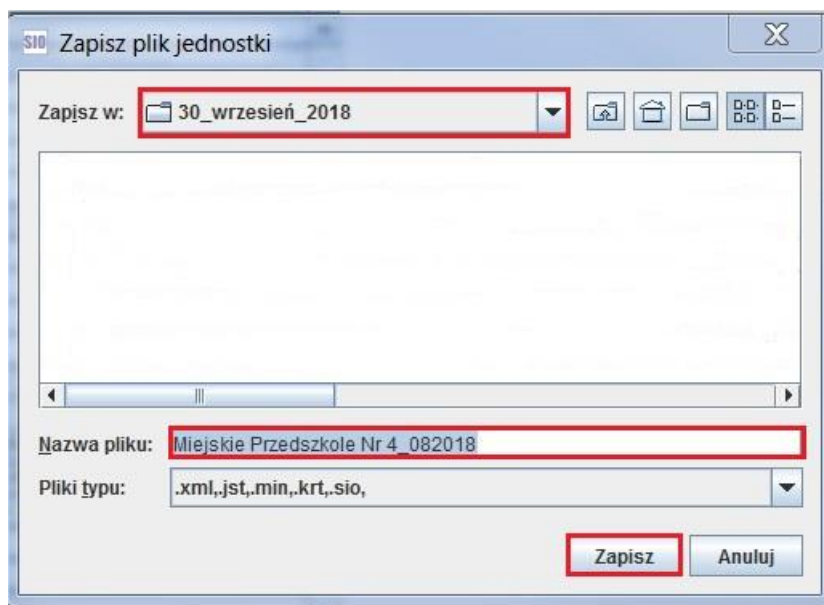 SIO Zapisz plik jednostki
Zapisz w: 30_wrzesień_2018
Nazwa pliku: Miejskie Przedszkole Nr 4_082018
Pliki typu: .xml,.jst,.min,.krt,.sio,
Zapisz Anuluj